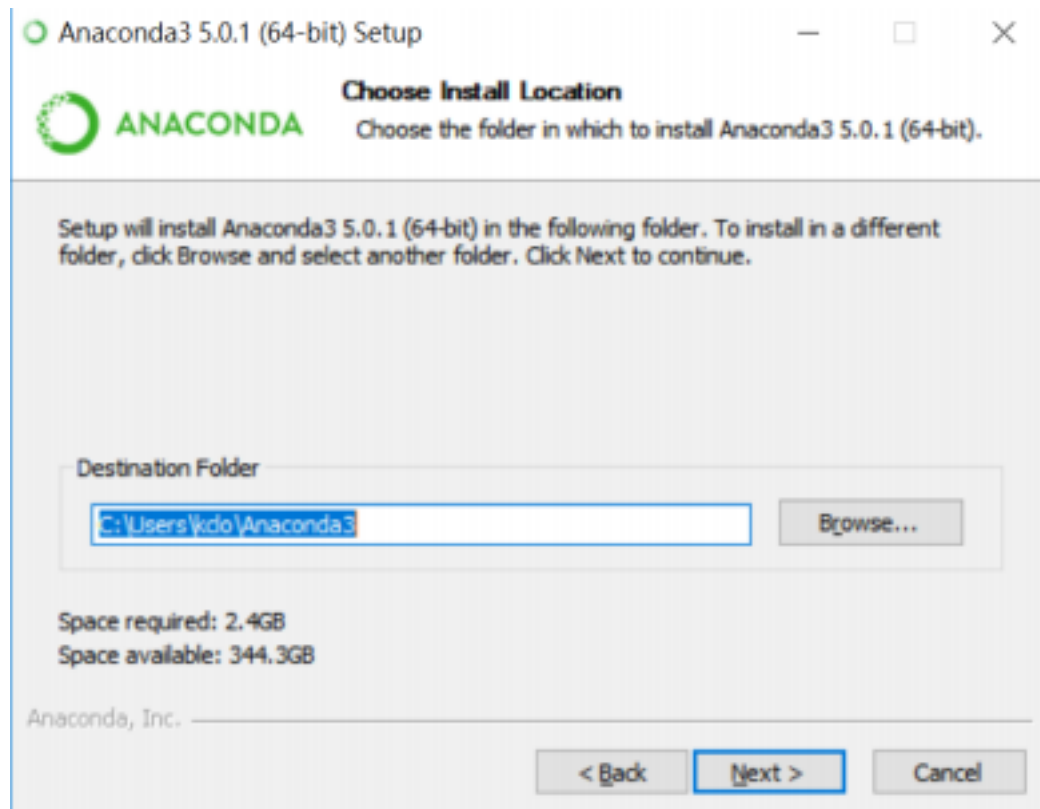 Anaconda3 5.0.1 (64-bit) Setup
ANACONDA
Choose Install Location
Choose the folder in which to install Anaconda3 5.0.1 (64-bit).
Setup will install Anaconda3 5.0.1 (64-bit) in the following folder. To install in a different
folder, click Browse and select another folder. Click Next to continue.
Destination Folder
C:\Users\kclo\Anaconda3
Browse...
Space required: 2.4GB
Space available: 344.3GB
Anaconda, Inc.
< Back
Next >
Cancel